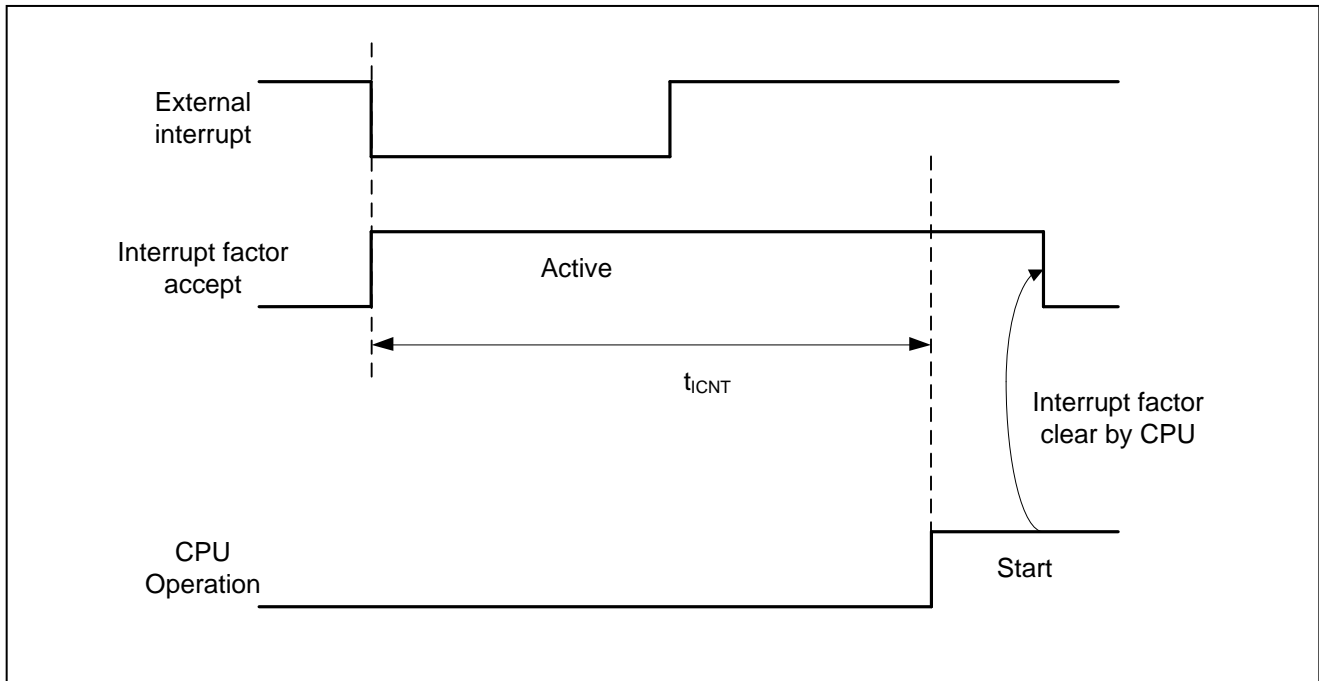 External
interrupt
Interrupt factor
accept
Active
tICNT
Interrupt factor
clear by CPU
CPU
Operation
Start